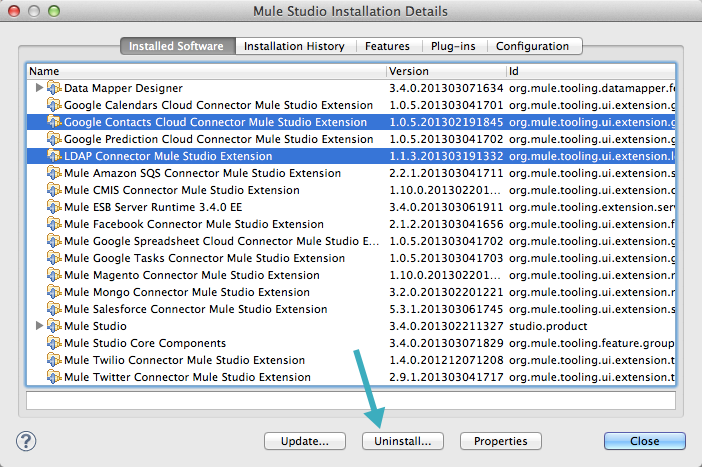 Mule Studio Installation Details
Installed Software Installation History Features Plug-ins Configuration
Name Version Id
Data Mapper Designer 3.4.0.201303071634 org.mule.tooling.datamapper.fe
Google Calendars Cloud Connector Mule Studio Extension 1.0.5.201303041701 org.mule.tooling.ui.extension.g
Google Contacts Cloud Connector Mule Studio Extension 1.0.5.201302191845 org.mule.tooling.ui.extension.c
Google Prediction Cloud Connector Mule Studio Extension 1.0.5.201303041702 org.mule.tooling.ui.extension.g
LDAP Connector Mule Studio Extension 1.1.3.201303191332 org.mule.tooling.ui.extension.l
Mule Amazon SQS Connector Mule Studio Extension 2.2.1.201303041711 org.mule.tooling.ui.extension.s
Mule CMIS Connector Mule Studio Extension 1.10.0.201302201... org.mule.tooling.ui.extension.c
Mule ESB Server Runtime 3.4.0 EE 3.4.0.201303061911 org.mule.tooling.extension.serv
Mule Facebook Connector Mule Studio Extension 2.1.2.201303041656 org.mule.tooling.ui.extension.f
Mule Google Spreadsheet Cloud Connector Mule Studio E... 1.0.5.201303041702 org.mule.tooling.ui.extension.g
Mule Google Tasks Connector Mule Studio Extension 1.0.5.201303041703 org.mule.tooling.ui.extension.g
Mule Magento Connector Mule Studio Extension 1.10.0.201302201... org.mule.tooling.ui.extension.m
Mule Mongo Connector Mule Studio Extension 3.2.0.201302201221 org.mule.tooling.ui.extension.m
Mule Salesforce Connector Mule Studio Extension 5.3.1.201303061745 org.mule.tooling.ui.extension.s
Mule Studio 3.4.0.201302211327 studio.product
Mule Studio Core Components 3.4.0.201303071829 org.mule.tooling.feature.group
Mule Twilio Connector Mule Studio Extension 1.4.0.201212071208 org.mule.tooling.ui.extension.t
Mule Twitter Connector Mule Studio Extension 2.9.1.201303041717 org.mule.tooling.ui.extension.t
? Update... Uninstall... Properties Close